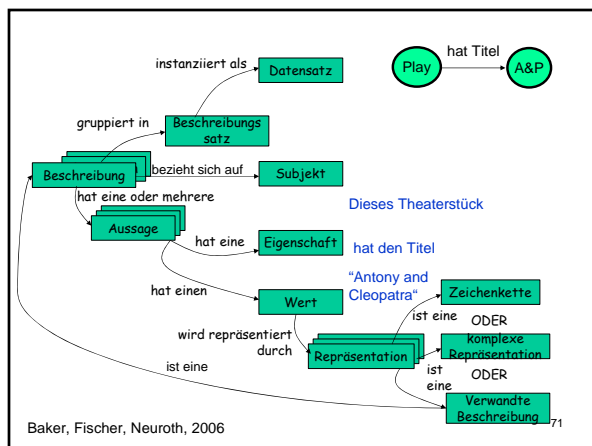 hat Titel
Play
A&P
instanziiert als
Datensatz
gruppiert in
Beschreibungs
satz
Beschreibung
bezieht sich auf
Subjekt
hat eine oder mehrere
Dieses Theaterstück
Aussage
hat eine
Eigenschaft
hat den Titel
hat einen
Wert
“Antony and
Cleopatra“
Zeichenkette
ist eine
ODER
wird repräsentiert
durch
Repräsentation
komplexe
Repräsentation
ist eine
ist
eine
ODER
Verwandte
Beschreibung
Baker, Fischer, Neuroth, 2006
71